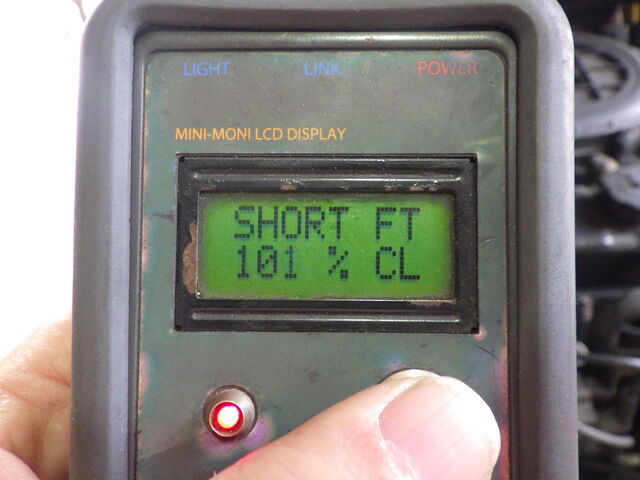 LIGHT LINK POWER
MINI-MONI LCD DISPLAY
SHORT FT
101 % CL